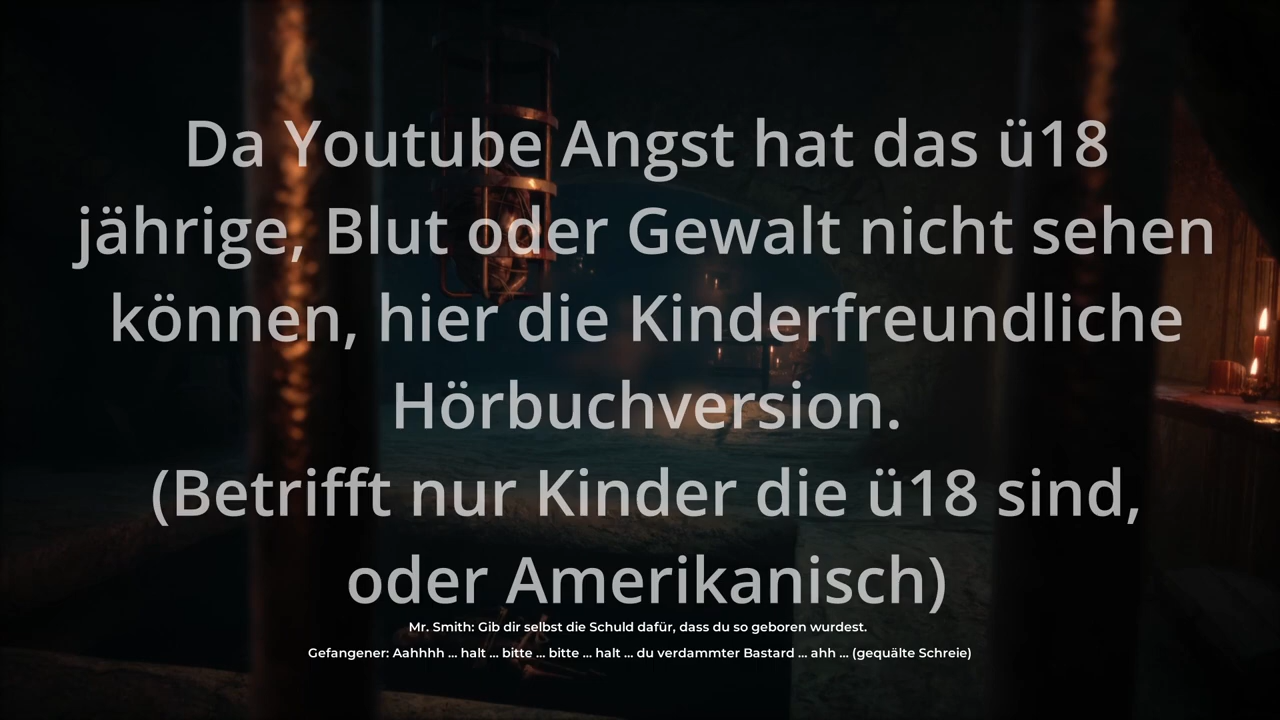 Da Youtube Angst hat das ü18
jährige, Blut oder Gewalt nicht sehen
können, hier die Kinderfreundliche
Hörbuchversion.
(Betrifft nur Kinder die ü18 sind,
oder Amerikanisch)
Mr. Smith: Gib dir selbst die Schuld dafür, dass du so geboren wurdest.
Gefangener: Aahhhh ... halt ... bitte ... bitte ... halt ... du verdammter Bastard ... ahh ... (gequälte Schreie)